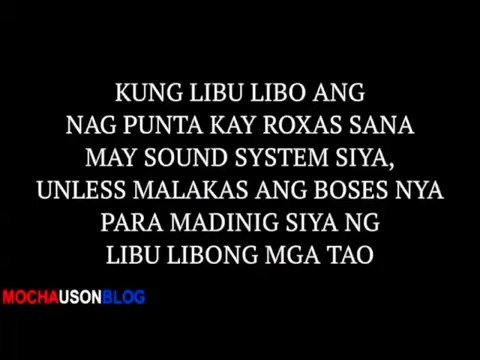 KUNG LIBU LIBO ANG
NAG PUNTA KAY ROXAS SANA
MAY SOUND SYSTEM SIYA,
UNLESS MALAKAS ANG BOSES NYA
PARA MADINIG SIYA NG
LIBU LIBONG MGA TAO
MOCHAUSONBLOG